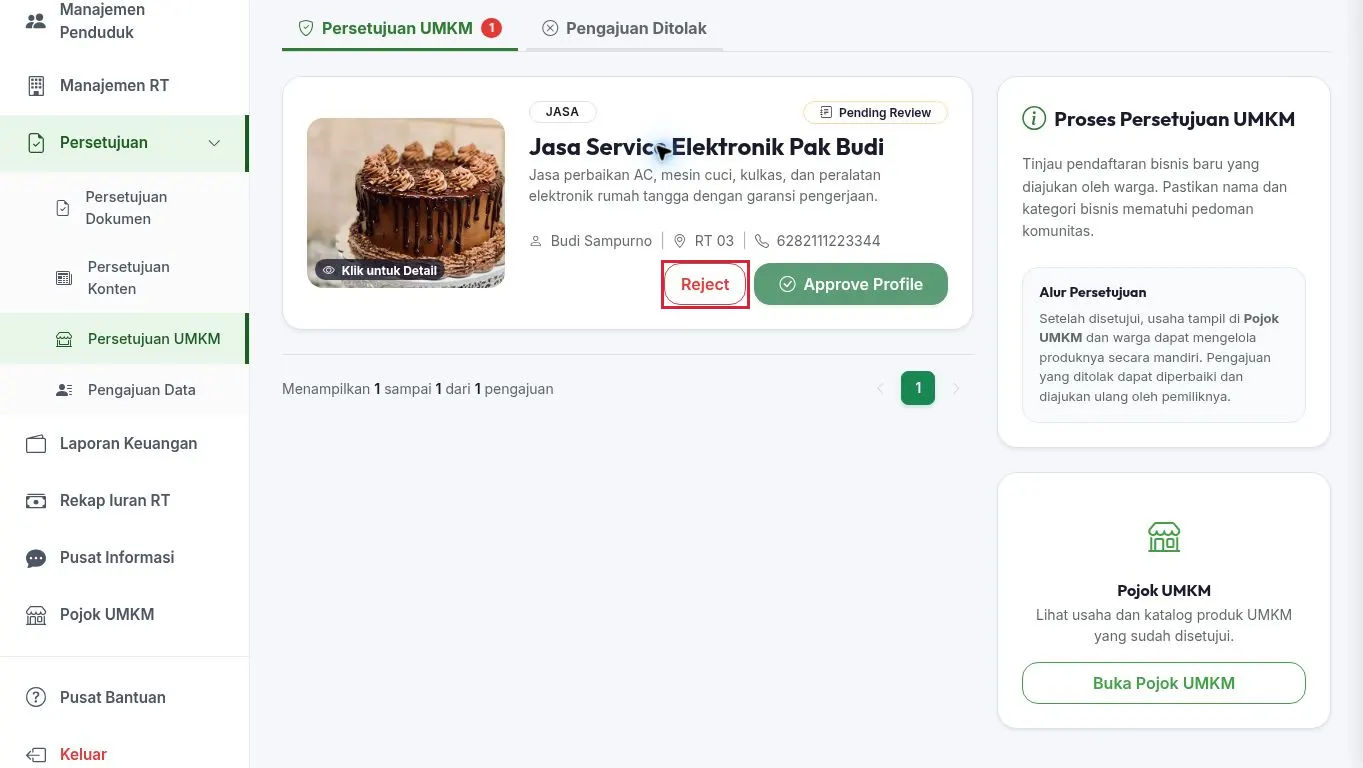 Manajemen
Penduduk
Manajemen RT
Persetujuan
Persetujuan
Dokumen
Persetujuan
Konten
Persetujuan UMKM
Pengajuan Data
Laporan Keuangan
Rekap Iuran RT
Pusat Informasi
Pojok UMKM
Pusat Bantuan
Keluar
Persetujuan UMKM 1
Pengajuan Ditolak
Klik untuk Detail
JASA
Pending Review
Jasa Service Elektronik Pak Budi
Jasa perbaikan AC, mesin cuci, kulkas, dan peralatan
elektronik rumah tangga dengan garansi pengerjaan.
Budi Sampurno | RT 03 | 6282111223344
Reject
Approve Profile
Menampilkan 1 sampai 1 dari 1 pengajuan
1
Proses Persetujuan UMKM
Tinjau pendaftaran bisnis baru yang
diajukan oleh warga. Pastikan nama dan
kategori bisnis mematuhi pedoman
komunitas.
Alur Persetujuan
Setelah disetujui, usaha tampil di Pojok
UMKM dan warga dapat mengelola
produknya secara mandiri. Pengajuan
yang ditolak dapat diperbaiki dan
diajukan ulang oleh pemiliknya.
Pojok UMKM
Lihat usaha dan katalog produk UMKM
yang sudah disetujui.
Buka Pojok UMKM